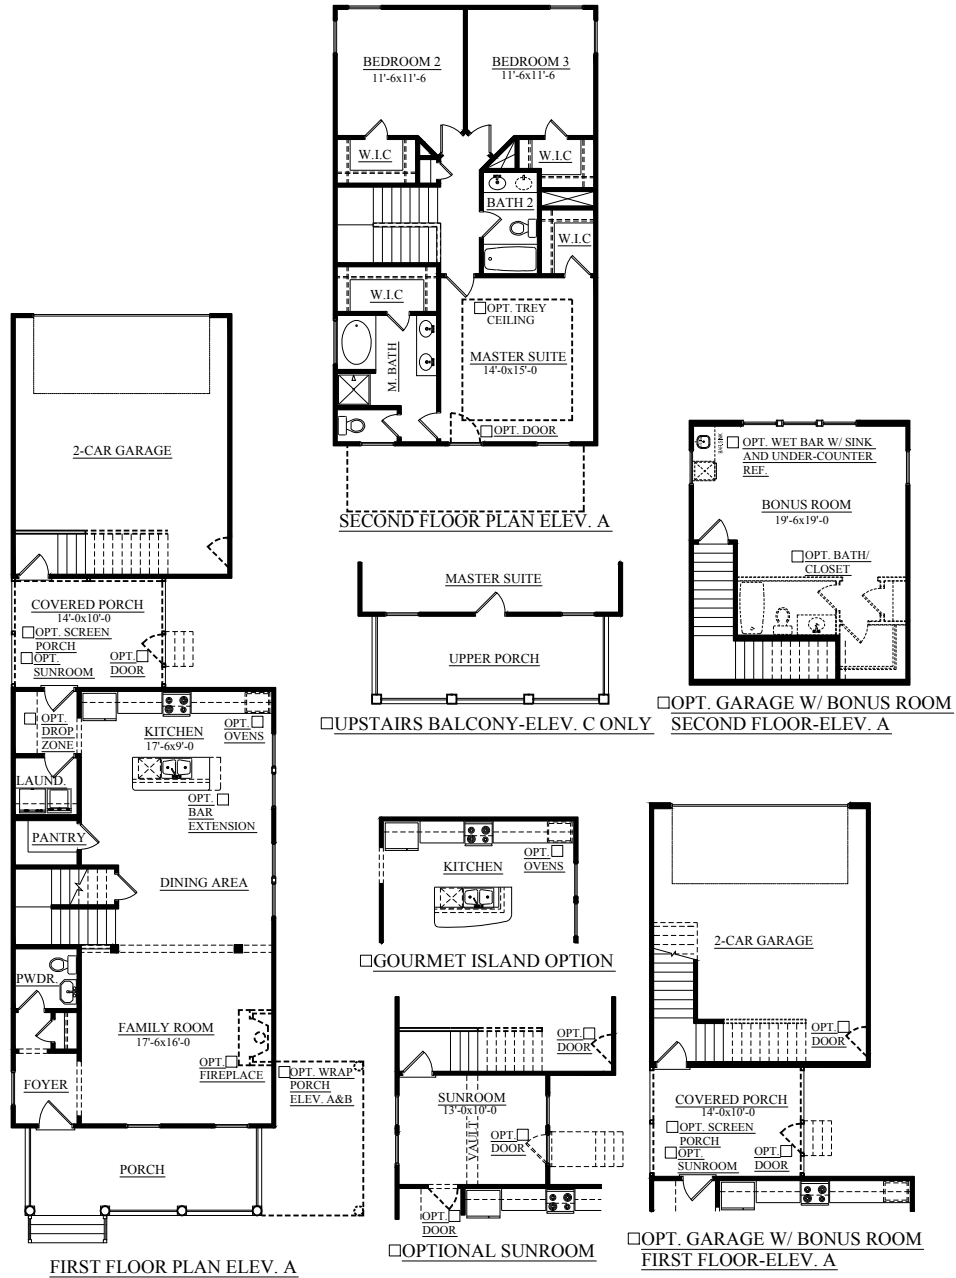 BEDROOM 2
11'-6x11'-6
BEDROOM 3
11'-6x11'-6
W.I.C
W.I.C
BATH 2
W.I.C
W.I.C
☐OPT. TREY
CEILING
M. BATH
MASTER SUITE
14'-0x15'-0
☐OPT. DOOR
SECOND FLOOR PLAN ELEV. A
MASTER SUITE
UPPER PORCH
☐UPSTAIRS BALCONY-ELEV. C ONLY
☐ OPT. WET BAR W/ SINK
AND UNDER-COUNTER
REF.
BONUS ROOM
19'-6x19'-0
☐OPT. BATH/
CLOSET
☐OPT. GARAGE W/ BONUS ROOM
SECOND FLOOR-ELEV. A
2-CAR GARAGE
COVERED PORCH
14'-0x10'-0
☐OPT. SCREEN
PORCH
☐OPT.
SUNROOM
OPT.☐
DOOR
☐ OPT.
DROP
ZONE
KITCHEN
17'-6x9'-0
OPT.☐
OVENS
LAUND.
OPT.☐
BAR
EXTENSION
PANTRY
DINING AREA
PWDR.
FAMILY ROOM
17'-6x16'-0
OPT.☐
FIREPLACE
FOYER
☐OPT. WRAP
PORCH
ELEV. A&B
PORCH
FIRST FLOOR PLAN ELEV. A
KITCHEN
OPT.☐
OVENS
☐GOURMET ISLAND OPTION
OPT.☐
DOOR
SUNROOM
13'-0x10'-0
VAULT
OPT.☐
DOOR
OPT.☐
DOOR
☐OPTIONAL SUNROOM
2-CAR GARAGE
OPT.☐
DOOR
COVERED PORCH
14'-0x10'-0
☐OPT. SCREEN
PORCH
☐OPT.
SUNROOM
OPT.☐
DOOR
☐OPT. GARAGE W/ BONUS ROOM
FIRST FLOOR-ELEV. A